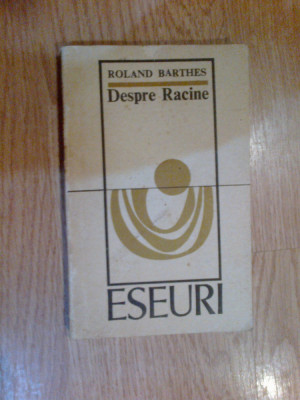 ROLAND BARTHES
Despre Racine
ESEURI